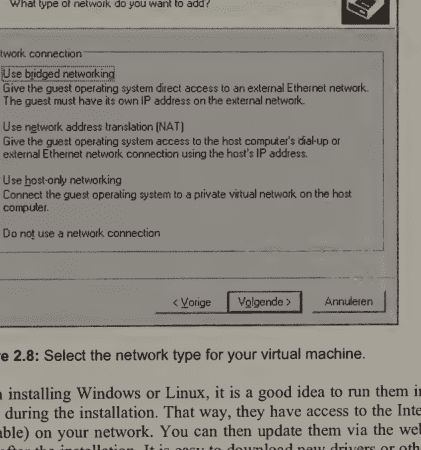 What type of network do you want to add?
twork connection
Use bridged networking
Give the guest operating system direct access to an external Ethernet network.
The guest must have its own IP address on the external network.
Use network address translation (NAT)
Give the guest operating system access to the host computer's dial-up or
external Ethernet network connection using the host's IP address.
Use host-only networking
Connect the guest operating system to a private virtual network on the host
computer.
Do not use a network connection
< Vorige Volgende > Annuleren
e 2.8: Select the network type for your virtual machine.
installing Windows or Linux, it is a good idea to run them i
during the installation. That way, they have access to the Inte
able) on your network. You can then update them via the we
after the installation. It is easy to download new drivers or oth